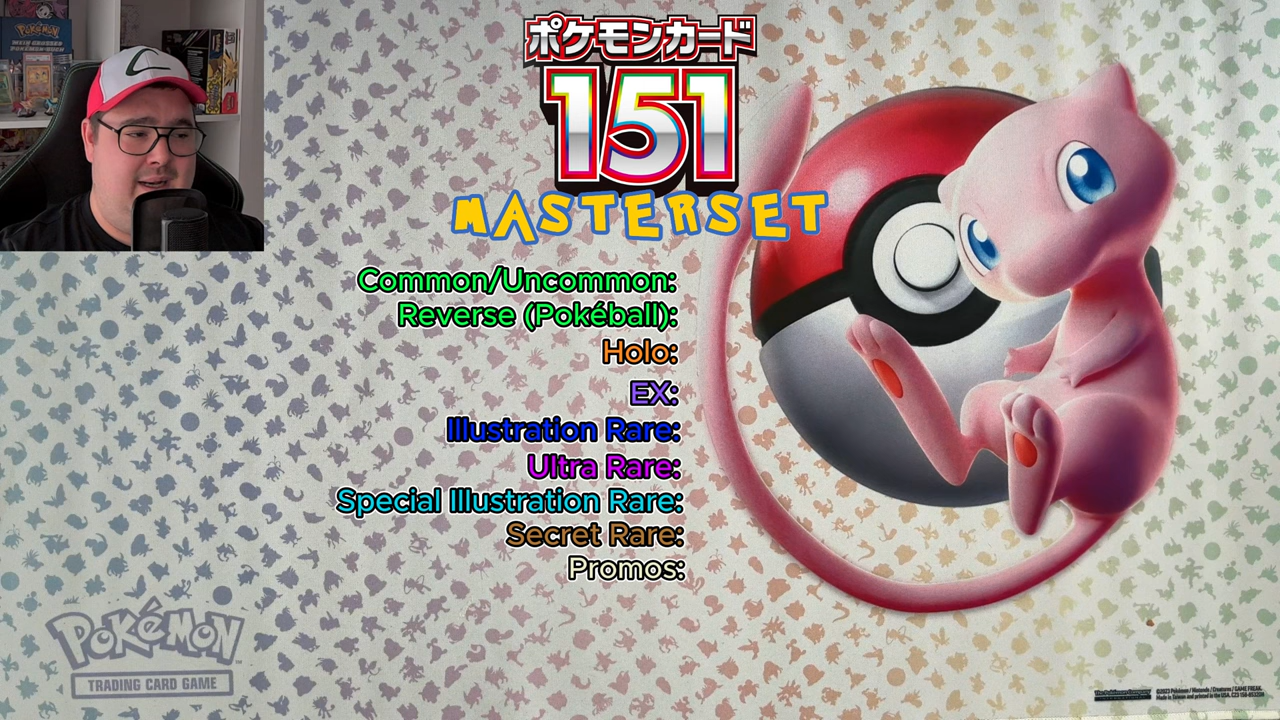 ポケモンカード
151
MASTERSET
Common/Uncommon:
Reverse (Pokéball):
Holo:
EX:
Illustration Rare:
Ultra Rare:
Special Illustration Rare:
Secret Rare:
Promos:
POKÉMON
POKéMON
TRADING CARD GAME